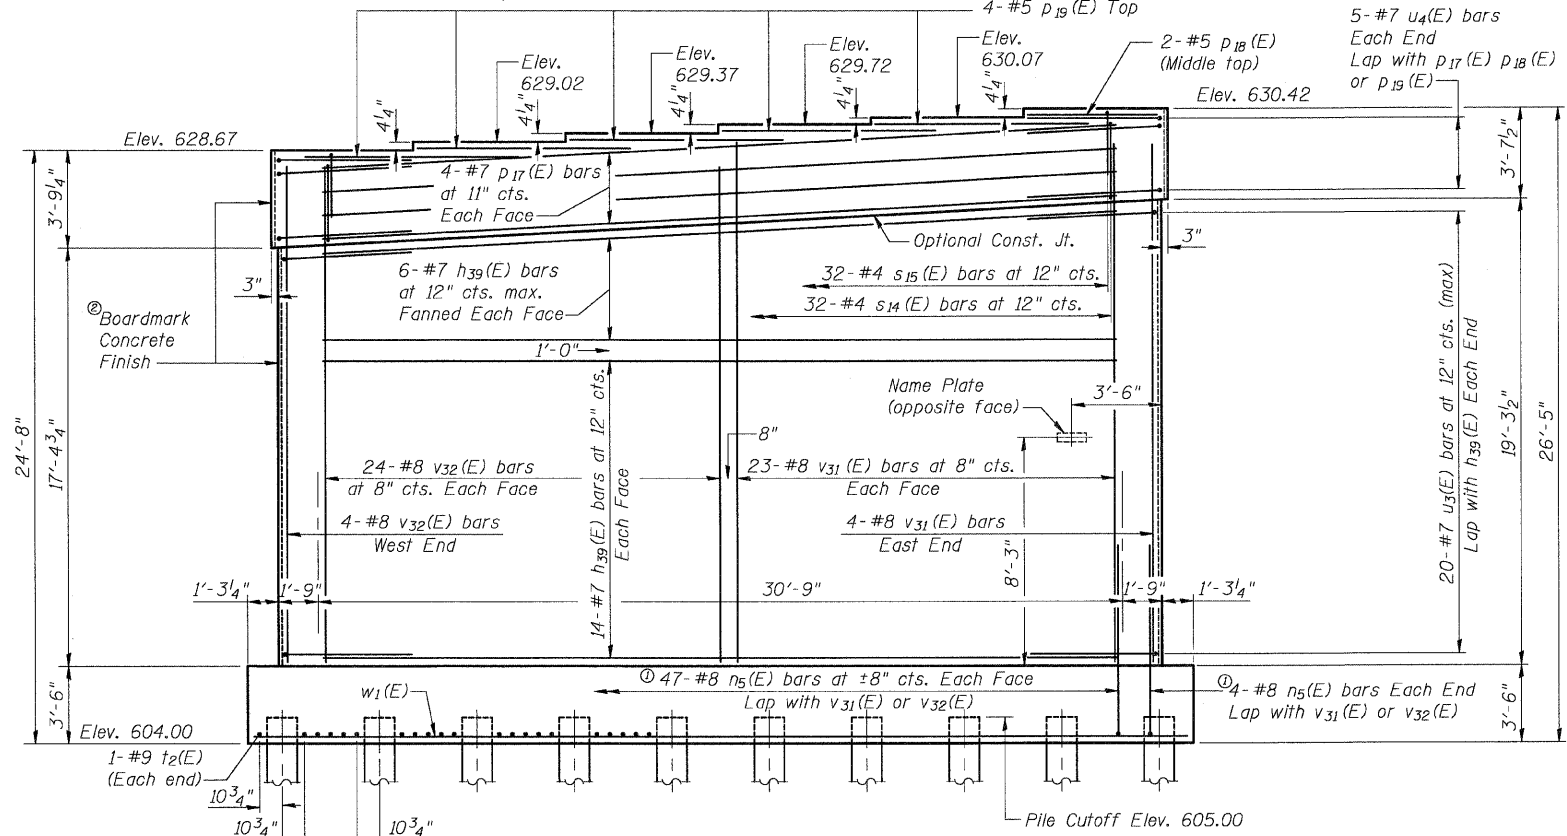 4-#5 p19(E) Top
5-#7 u4(E) bars
Each End
Lap with p17(E) p18(E)
or p19(E)
Elev.
629.02
Elev.
629.37
Elev.
629.72
Elev.
630.07
2-#5 p18(E)
(Middle top)
Elev. 630.42
Elev. 628.67
4¼"
4¼"
4¼"
4¼"
4¼"
3'-9¼"
3'-7½"
4-#7 p17(E) bars
at 11" cts.
Each Face
Optional Const. Jt.
3"
3"
6-#7 h39(E) bars
at 12" cts. max.
Fanned Each Face
32-#4 s15(E) bars at 12" cts.
32-#4 s14(E) bars at 12" cts.
② Boardmark
Concrete
Finish
1'-0"
Name Plate
(opposite face)
3'-6"
24'-8"
17'-4¾"
8"
24-#8 v32(E) bars
at 8" cts. Each Face
23-#8 v31(E) bars at 8" cts.
Each Face
14-#7 h39(E) bars at 12" cts.
Each Face
20-#7 u3(E) bars at 12" cts. (max)
Lap with h39(E) Each End
19'-3½"
26'-5"
4-#8 v32(E) bars
West End
4-#8 v31(E) bars
East End
8'-3"
1'-3¼"
1'-9"
30'-9"
1'-9"
1'-3¼"
① 47-#8 n5(E) bars at ±8" cts. Each Face
Lap with v31(E) or v32(E)
① 4-#8 n5(E) bars Each End
Lap with v31(E) or v32(E)
w1(E)
3'-6"
3'-6"
Elev. 604.00
1-#9 t2(E)
(Each end)
10¾"
10¾"
10¾"
Pile Cutoff Elev. 605.00